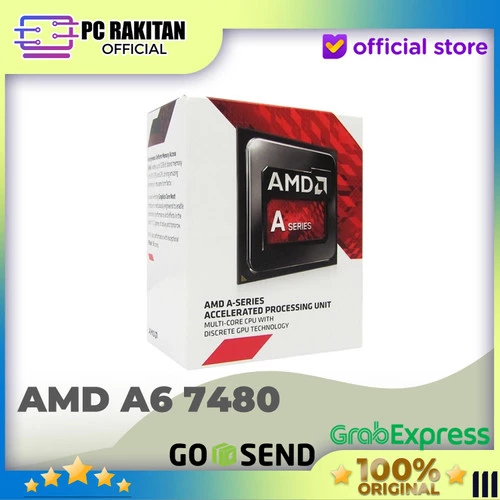 PC RAKITAN
OFFICIAL
official store
AMD
A SERIES
AMD A-SERIES
ACCELERATED PROCESSING UNIT
MULTI-CORE CPU WITH
DISCRETE GPU TECHNOLOGY
AMD
AMD A6 7480
GO SEND
GrabExpress
100%
ORIGINAL